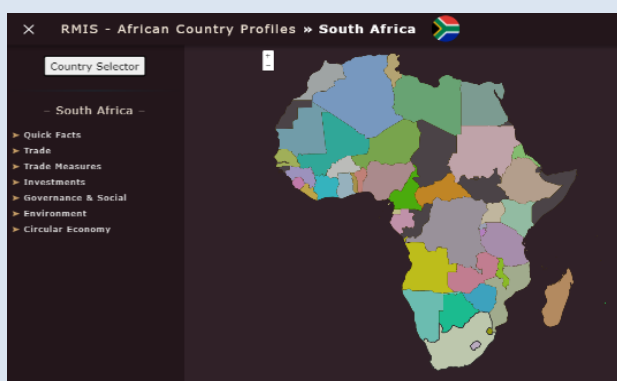 × RMIS - African Country Profiles » South Africa
Country Selector
+
–
– South Africa –
► Quick Facts
► Trade
► Trade Measures
► Investments
► Governance & Social
► Environment
► Circular Economy